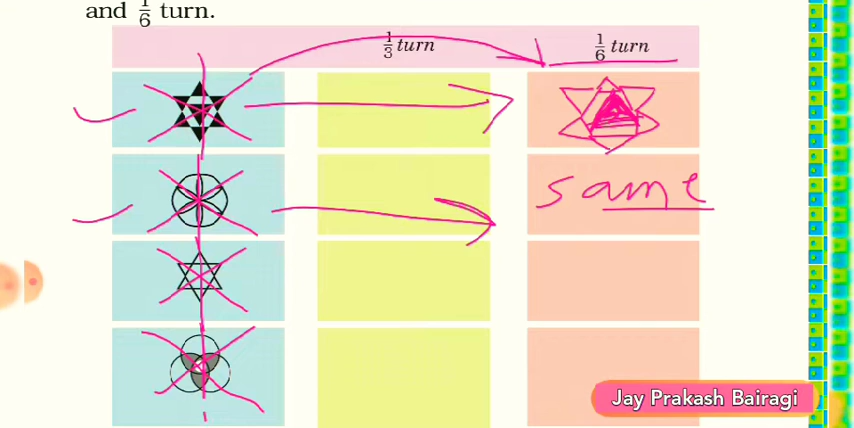 and 1/6 turn.
1/3 turn 1/6 turn
same
Jay Prakash Bairagi